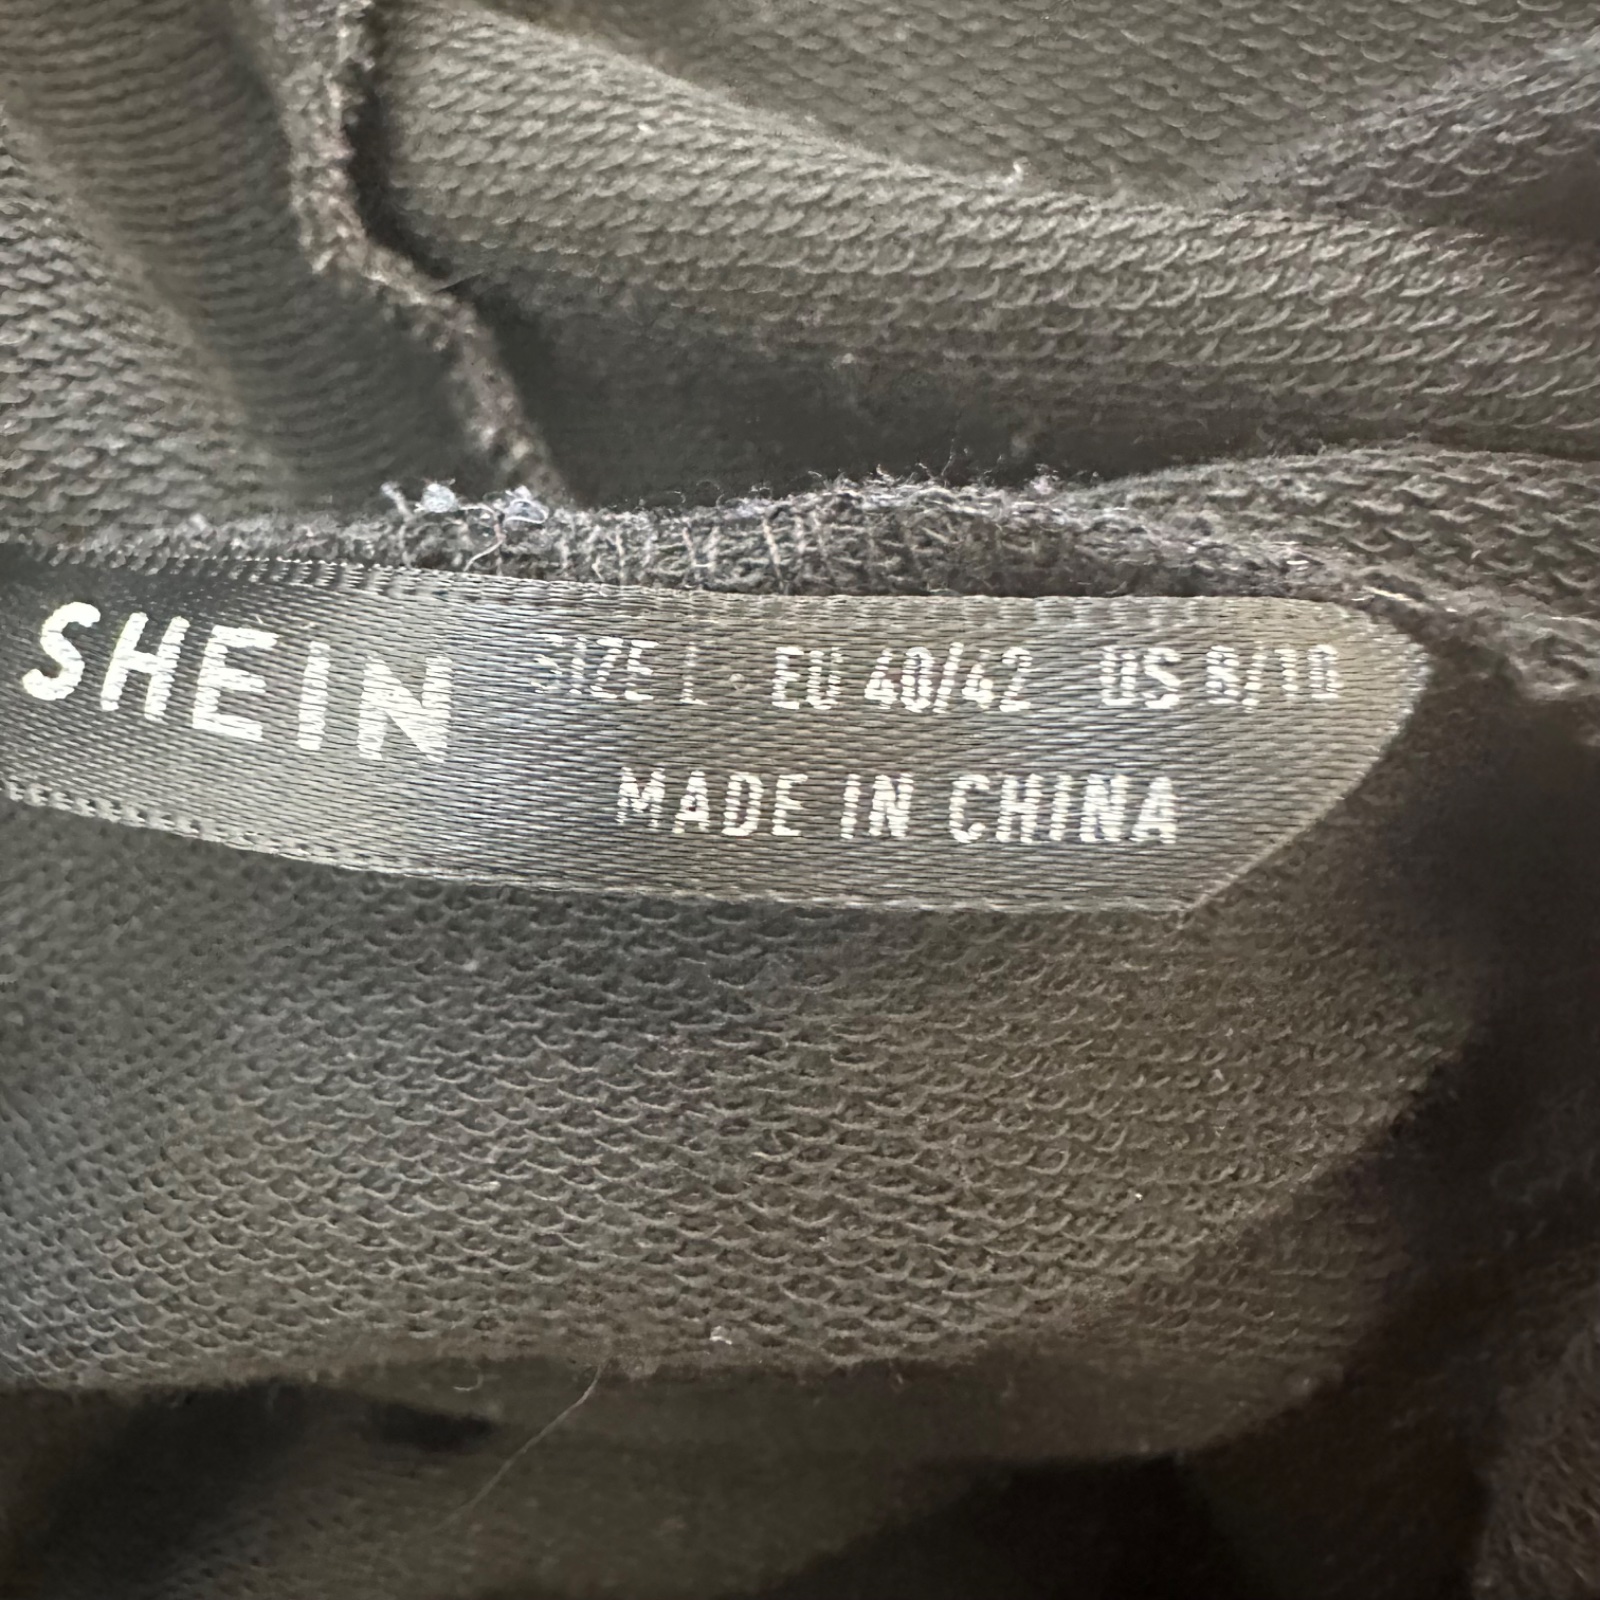 SHEIN
SIZE L EU 40/42 US 8/10
MADE IN CHINA